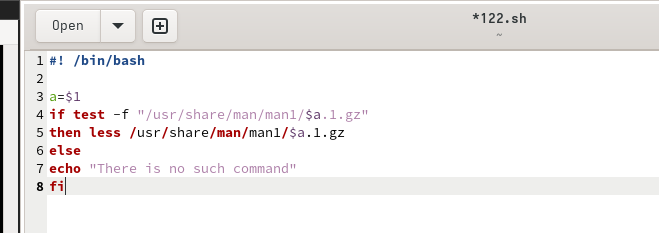 Open
*122.sh
~
1 #! /bin/bash
2
3 a=$1
4 if test -f "/usr/share/man/man1/$a.1.gz"
5 then less /usr/share/man/man1/$a.1.gz
6 else
7 echo "There is no such command"
8 fi